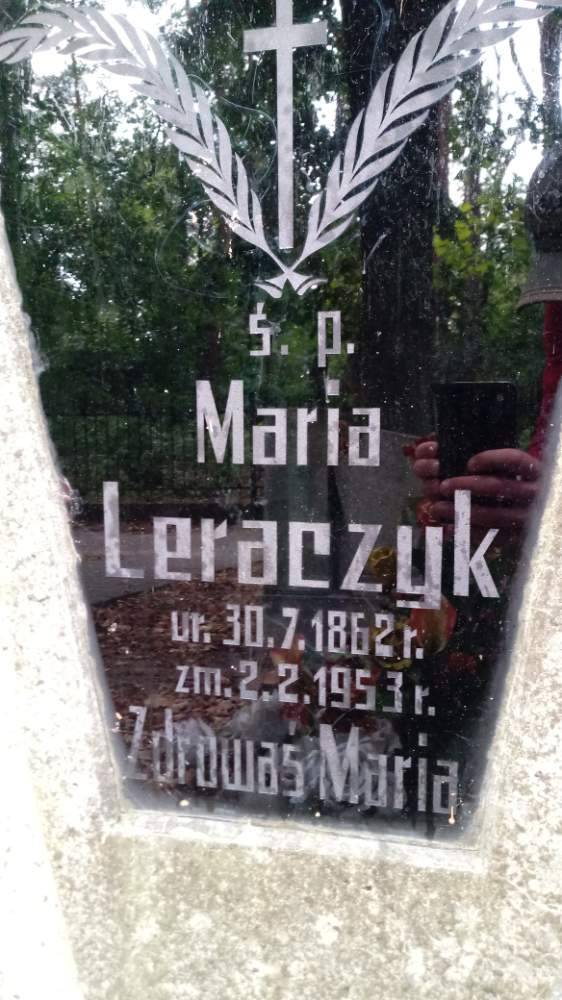 ś. p.
Maria
Leraczyk
ur. 30.7.1862 r.
zm. 2.2.1953 r.
Zdrowaś Maria